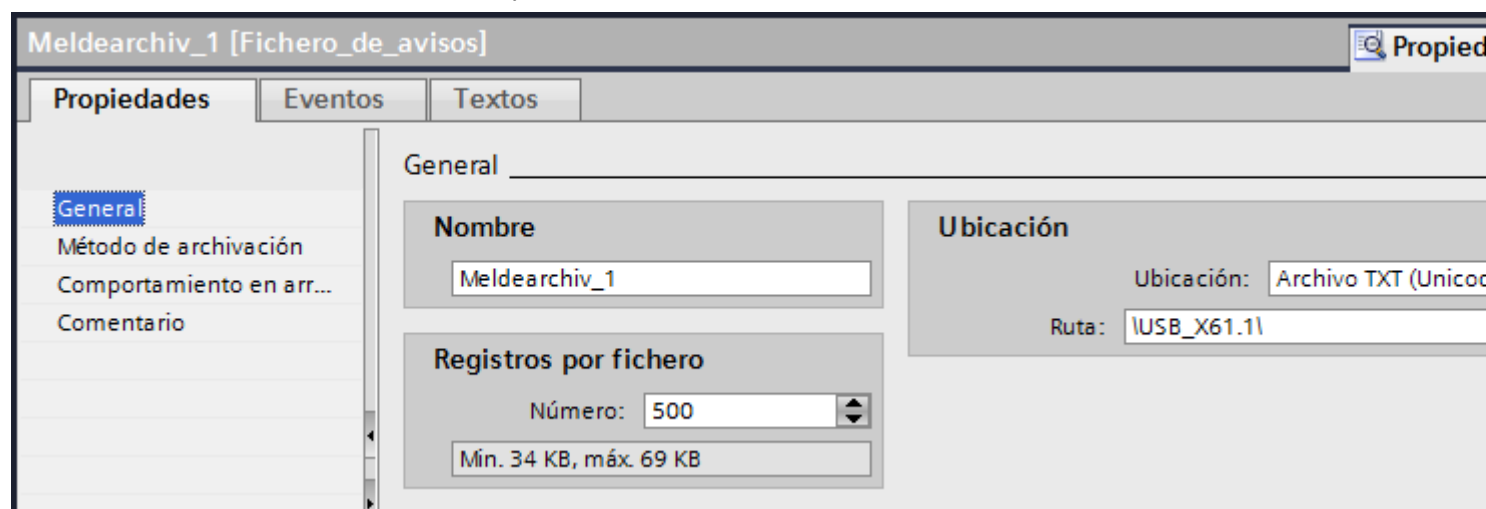 Meldearchiv_1 [Fichero_de_avisos]
Propied
Propiedades
Eventos
Textos
General
Método de archivación
Comportamiento en arr...
Comentario
General
Nombre
Meldearchiv_1
Registros por fichero
Número: 500
Mín. 34 KB, máx. 69 KB
Ubicación
Ubicación: Archivo TXT (Unicod
Ruta: \USB_X61.1\